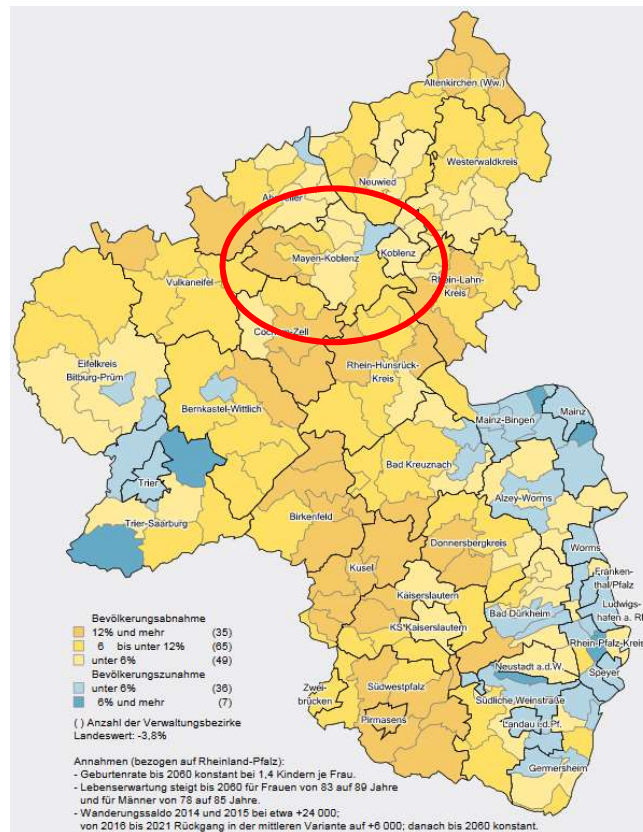 Altenkirchen (Ww.)
Westerwaldkreis
Neuwied
Ahrweiler
Mayen-Koblenz
Koblenz
Vulkaneifel
Rhein-Lahn-
Kreis
Cochem-Zell
Eifelkreis
Bitburg-Prüm
Rhein-Hunsrück-
Kreis
Bernkastel-Wittlich
Mainz-Bingen
Mainz
Bad Kreuznach
Trier
Alzey-Worms
Trier-Saarburg
Birkenfeld
Donnersbergkreis
Worms
Kusel
Franken-
thal/Pfalz
Kaiserslautern
Ludwigs-
hafen a. Rh
Bad Dürkheim
KS Kaiserslautern
Rhein-Pfalz-Kreis
Neustadt a.d.W.
Speyer
Zwei-
brücken
Südwestpfalz
Südliche Weinstraße
Pirmasens
Landau i.d.Pf.
Germersheim
Bevölkerungsabnahme
12% und mehr (35)
6 bis unter 12% (65)
unter 6% (49)
Bevölkerungszunahme
unter 6% (36)
6% und mehr (7)
( ) Anzahl der Verwaltungsbezirke
Landeswert: -3,8%
Annahmen (bezogen auf Rheinland-Pfalz):
- Geburtenrate bis 2060 konstant bei 1,4 Kindern je Frau.
- Lebenserwartung steigt bis 2060 für Frauen von 83 auf 89 Jahre
und für Männer von 78 auf 85 Jahre.
- Wanderungssaldo 2014 und 2015 bei etwa +24 000;
von 2016 bis 2021 Rückgang in der mittleren Variante auf +6 000; danach bis 2060 konstant.